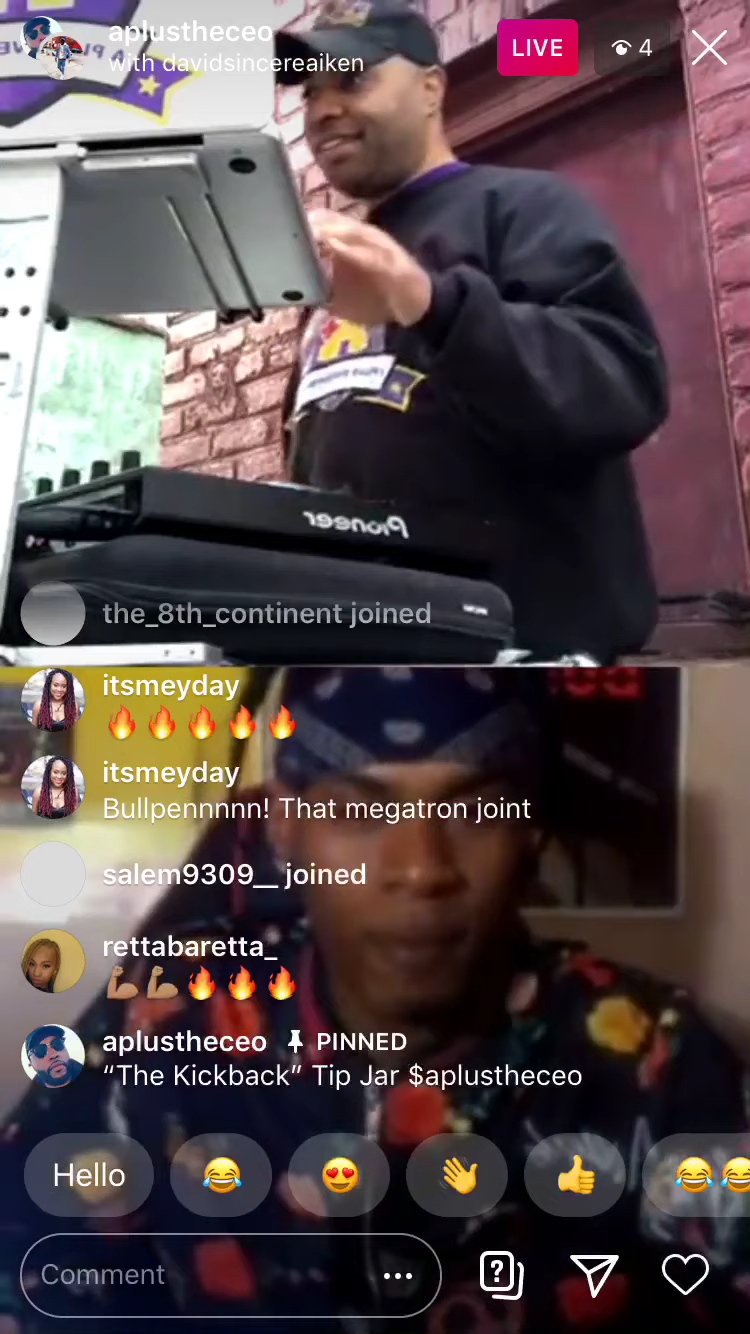 aplustheceo
with davidsincereaiken
LIVE
4
Pioneer
the_8th_continent joined
itsmeyday
🔥🔥🔥🔥🔥
itsmeyday
Bullpennnnn! That megatron joint
salem9309__ joined
rettabaretta_
💪🏽💪🏽🔥🔥🔥
aplustheceo PINNED
“The Kickback” Tip Jar $aplustheceo
Hello 😂 😍 👋 👍 😂😂
Comment